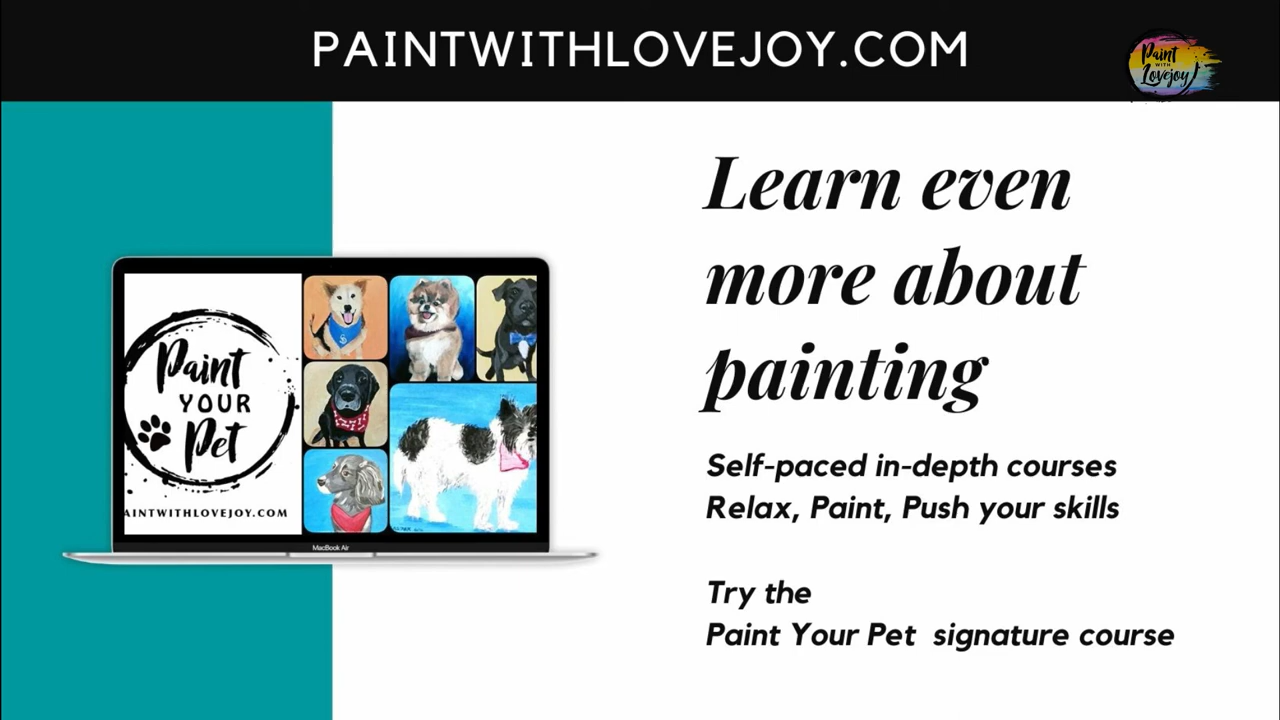 PAINTWITHLOVEJOY.COM
Paint
WITH
Lovejoy
Learn even
more about
painting
Paint
YOUR
Pet
AINTWITHLOVEJOY.COM
MacBook Air
Self-paced in-depth courses
Relax, Paint, Push your skills
Try the
Paint Your Pet signature course